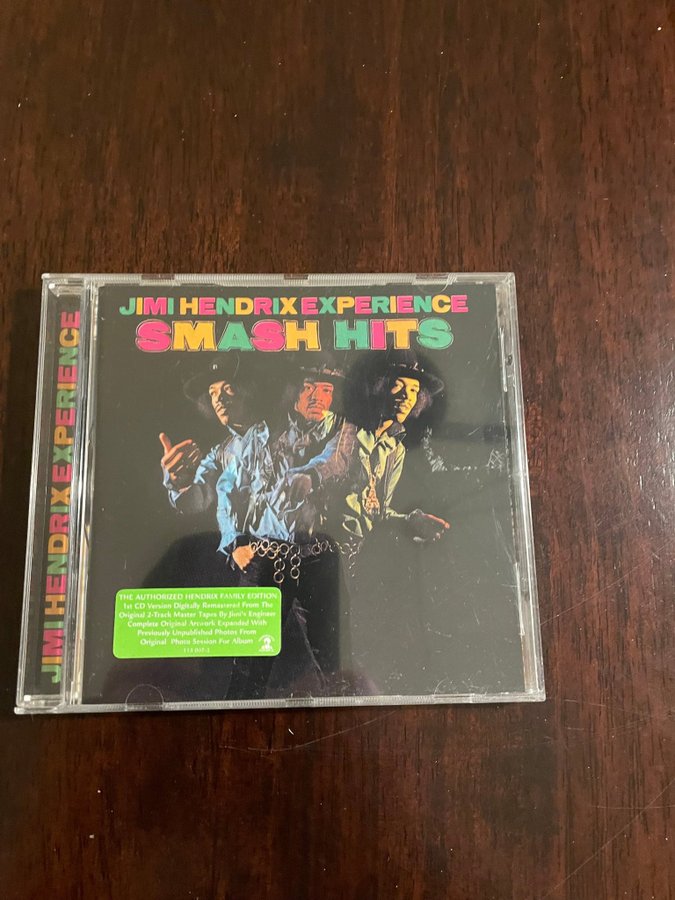 JIMI HENDRIX EXPERIENCE
SMASH HITS
JIMI HENDRIX EXPERIENCE
THE AUTHORIZED HENDRIX FAMILY EDITION
1st CD Version Digitally Remastered From The
Original 2-Track Master Tapes By Jimi's Engineer
Complete Original Artwork Expanded With
Previously Unpublished Photos From
Original Photo Session For Album